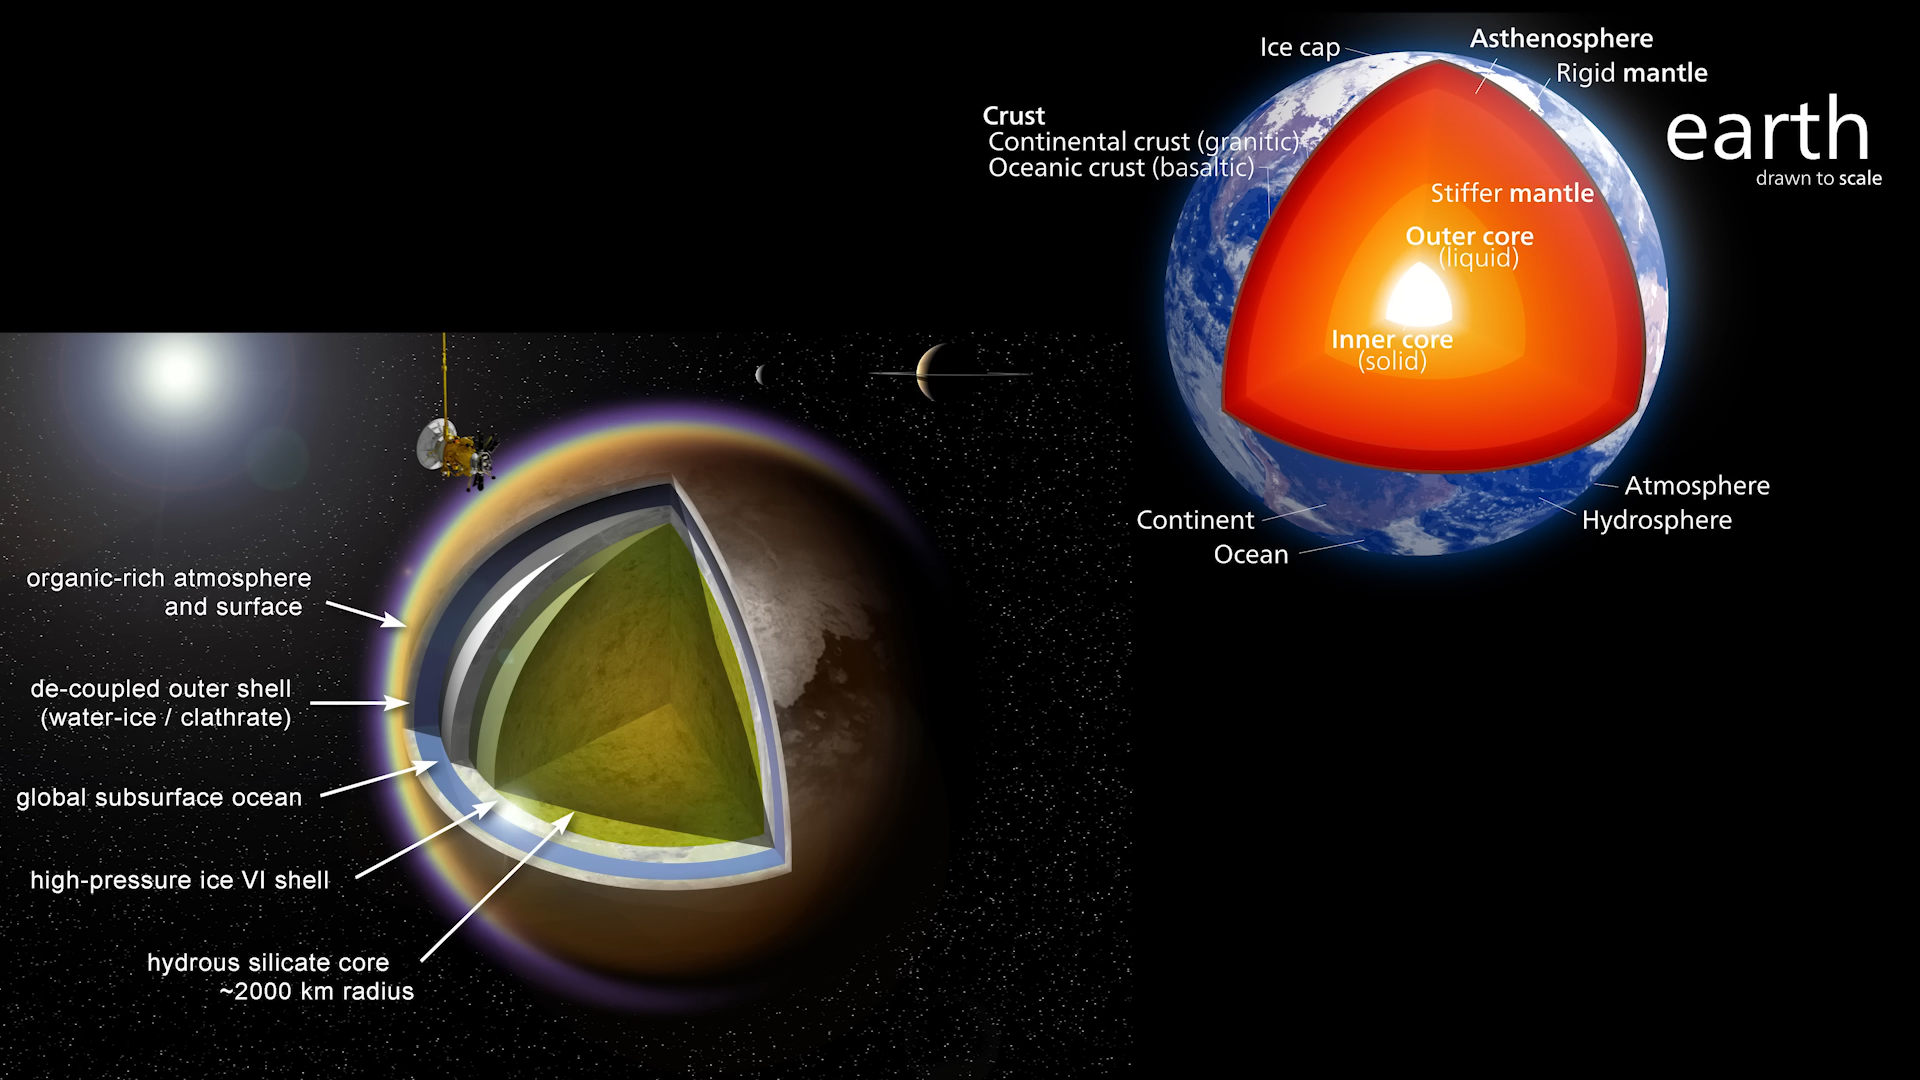 Ice cap
Asthenosphere
Rigid mantle
earth
drawn to scale
Crust
Continental crust (granitic)
Oceanic crust (basaltic)
Stiffer mantle
Outer core
(liquid)
Inner core
(solid)
Atmosphere
Hydrosphere
Continent
Ocean
organic-rich atmosphere
and surface
de-coupled outer shell
(water-ice / clathrate)
global subsurface ocean
high-pressure ice VI shell
hydrous silicate core
~2000 km radius